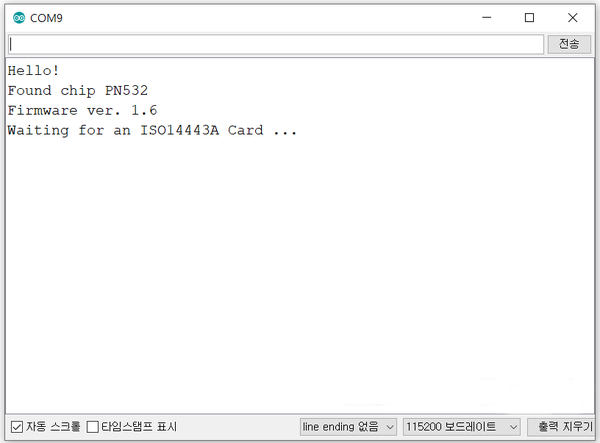 COM9
전송
Hello!
Found chip PN532
Firmware ver. 1.6
Waiting for an ISO14443A Card ...
자동 스크롤 타임스탬프 표시 line ending 없음 115200 보드레이트 출력 지우기